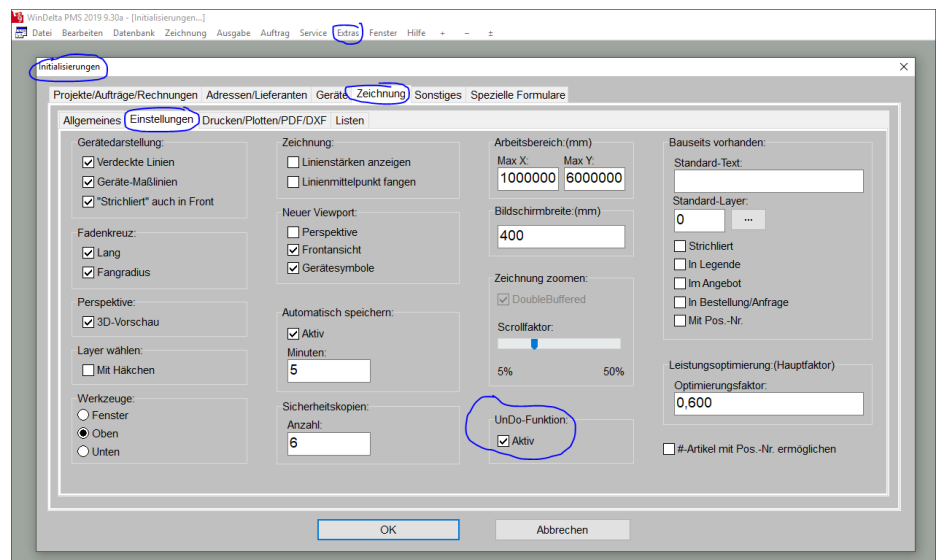 WinDelta PMS 2019 9.30a - [Initialisierungen...]
Datei Bearbeiten Datenbank Zeichnung Ausgabe Auftrag Service Extras Fenster Hilfe + – ±
Initialisierungen
Projekte/Aufträge/Rechnungen Adressen/Lieferanten Geräte Zeichnung Sonstiges Spezielle Formulare
Allgemeines Einstellungen Drucken/Plotten/PDF/DXF Listen
Gerätedarstellung:
Verdeckte Linien
Geräte-Maßlinien
"Strichliert" auch in Front
Fadenkreuz:
Lang
Fangradius
Perspektive:
3D-Vorschau
Layer wählen:
Mit Häkchen
Werkzeuge:
Fenster
Oben
Unten
Zeichnung:
Linienstärken anzeigen
Linienmittelpunkt fangen
Neuer Viewport:
Perspektive
Frontansicht
Gerätesymbole
Automatisch speichern:
Aktiv
Minuten:
5
Sicherheitskopien:
Anzahl:
6
Arbeitsbereich:(mm)
Max X: Max Y:
1000000 6000000
Bildschirmbreite:(mm)
400
Zeichnung zoomen:
DoubleBuffered
Scrollfaktor:
5% 50%
UnDo-Funktion:
Aktiv
Bauseits vorhanden:
Standard-Text:
Standard-Layer:
0 ...
Strichliert
In Legende
Im Angebot
In Bestellung/Anfrage
Mit Pos.-Nr.
Leistungsoptimierung:(Hauptfaktor)
Optimierungsfaktor:
0,600
#-Artikel mit Pos.-Nr. ermöglichen
OK Abbrechen